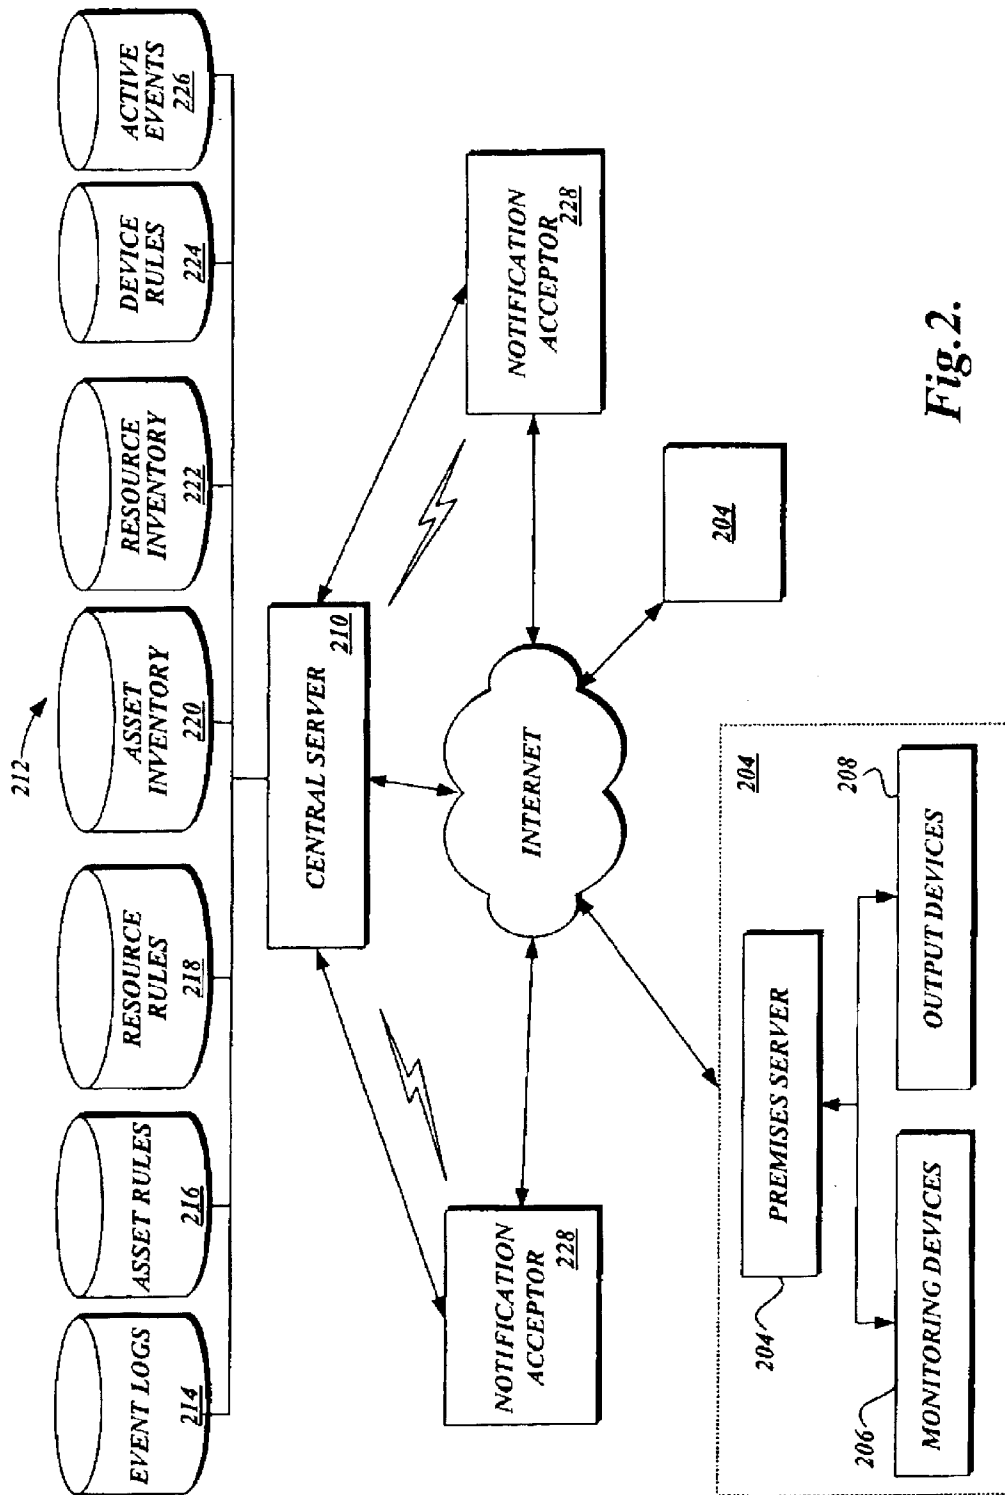 212
EVENT LOGS
214
ASSET RULES
216
RESOURCE
RULES
218
ASSET
INVENTORY
220
RESOURCE
INVENTORY
222
DEVICE
RULES
224
ACTIVE
EVENTS
226
CENTRAL SERVER
210
NOTIFICATION
ACCEPTOR
228
INTERNET
NOTIFICATION
ACCEPTOR
228
204
204
PREMISES SERVER
204
206
MONITORING DEVICES
208
OUTPUT DEVICES
Fig.2.